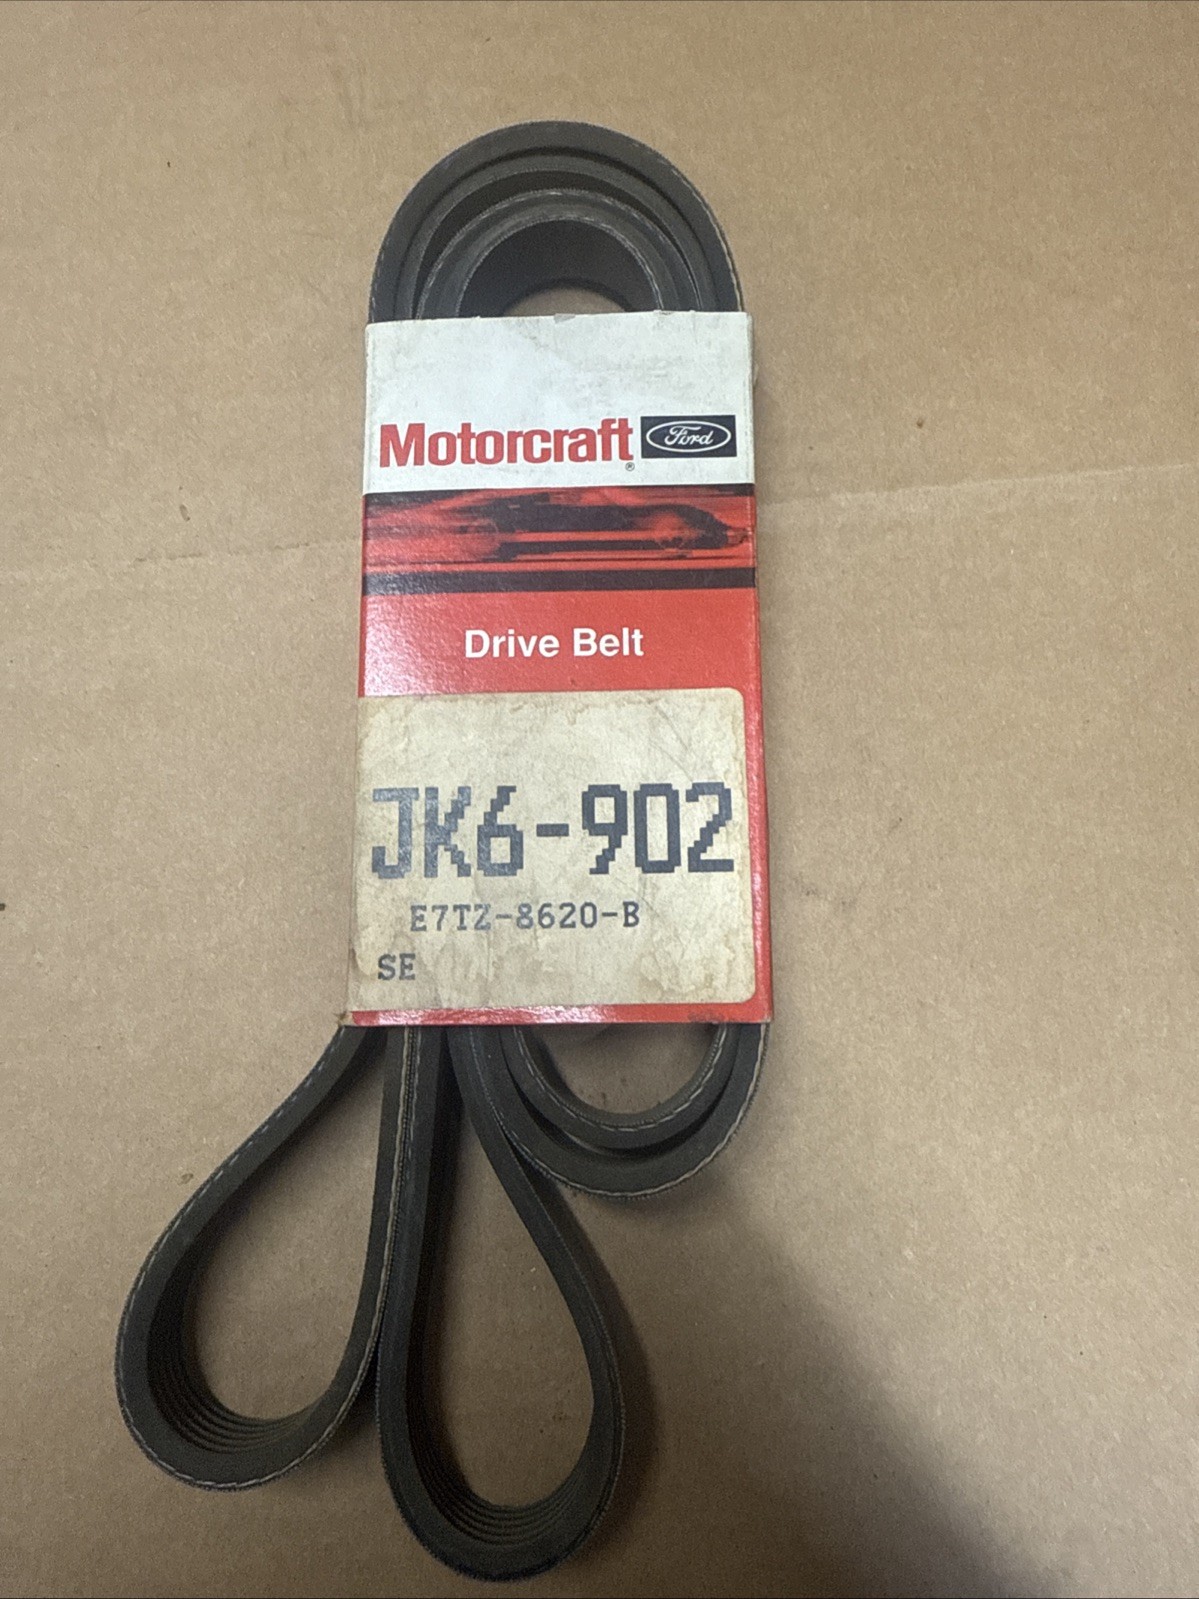 Motorcraft® Ford
Drive Belt
JK6-902
E7TZ-8620-B
SE